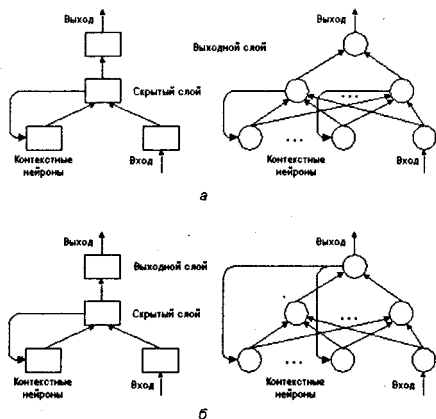 Выход
Выход
Выходной слой
Скрытый слой
Контекстные
нейроны
Вход
Контекстные
нейроны
Вход
а
Выход
Выход
Выходной слой
Скрытый слой
Контекстные
нейроны
Вход
Контекстные
нейроны
Вход
б